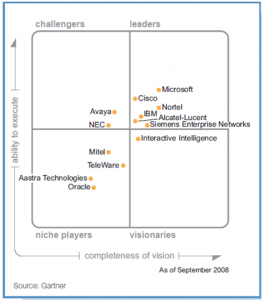 challengers
leaders
Microsoft
Cisco
Nortel
Avaya
IBM
Alcatel-Lucent
NEC
Siemens Enterprise Networks
Interactive Intelligence
Mitel
TeleWare
Aastra Technologies
Oracle
ability to execute
niche players
visionaries
completeness of vision
As of September 2008
Source: Gartner